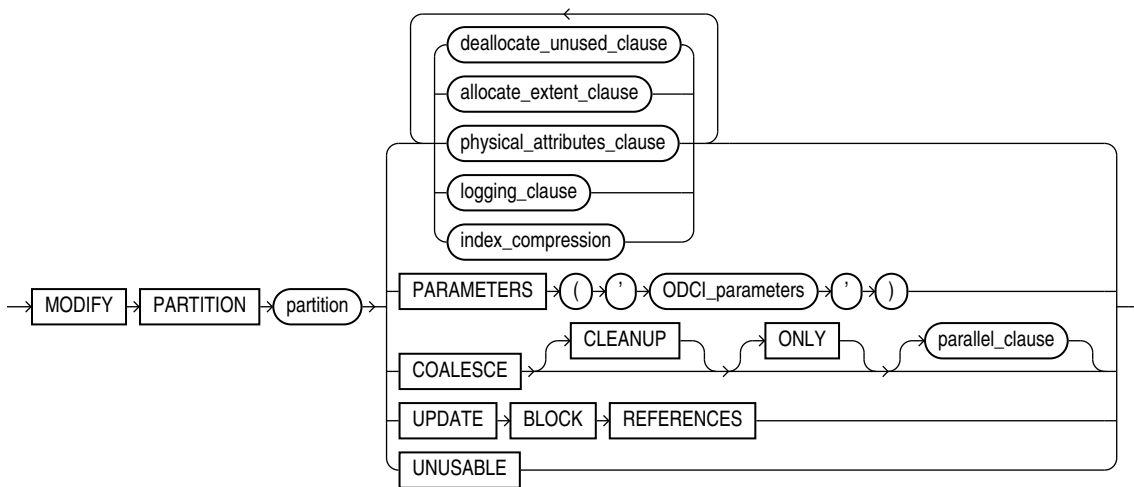 deallocate_unused_clause
allocate_extent_clause
physical_attributes_clause
logging_clause
index_compression
MODIFY PARTITION partition
PARAMETERS ( ' ODCI_parameters ' )
COALESCE CLEANUP ONLY parallel_clause
UPDATE BLOCK REFERENCES
UNUSABLE